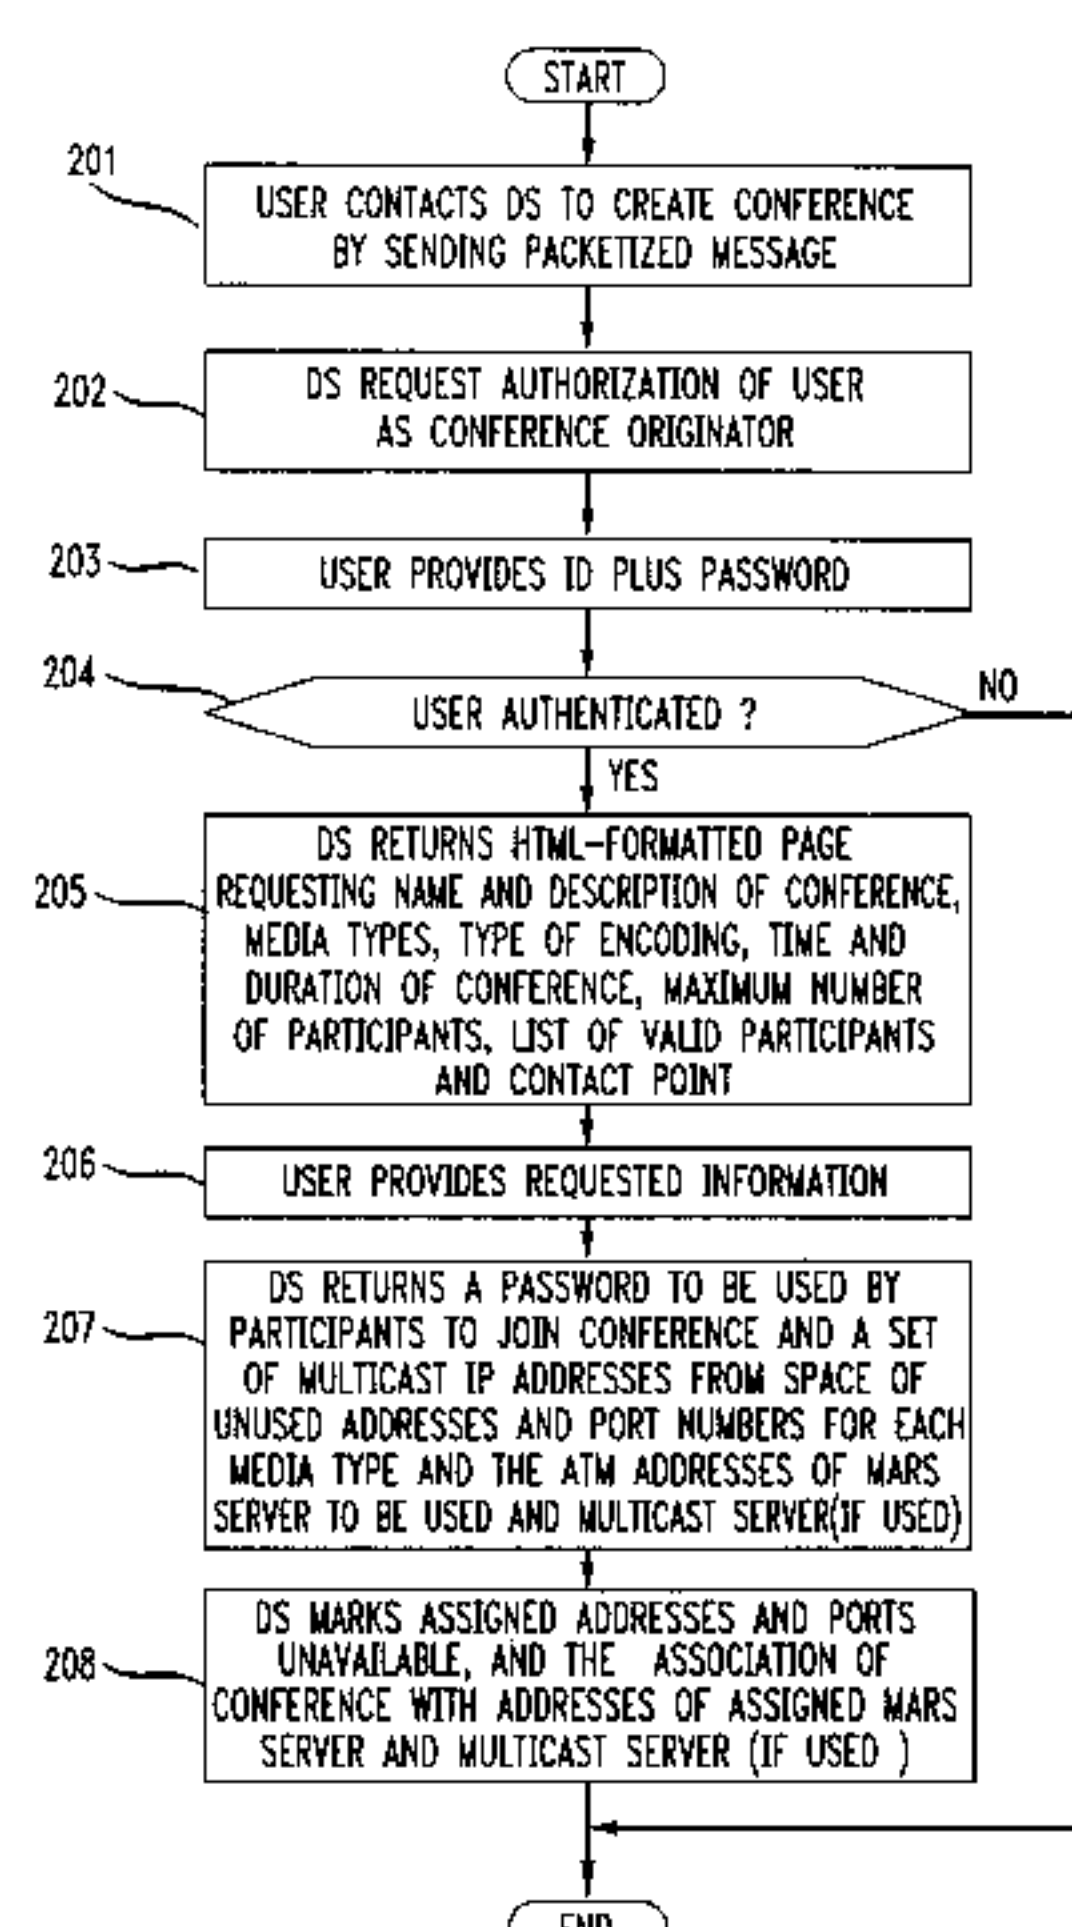 START
201
USER CONTACTS DS TO CREATE CONFERENCE
BY SENDING PACKETIZED MESSAGE
202
DS REQUEST AUTHORIZATION OF USER
AS CONFERENCE ORIGINATOR
203
USER PROVIDES ID PLUS PASSWORD
204
USER AUTHENTICATED ?
NO
YES
205
DS RETURNS HTML-FORMATTED PAGE
REQUESTING NAME AND DESCRIPTION OF CONFERENCE,
MEDIA TYPES, TYPE OF ENCODING, TIME AND
DURATION OF CONFERENCE, MAXIMUM NUMBER
OF PARTICIPANTS, LIST OF VALID PARTICIPANTS
AND CONTACT POINT
206
USER PROVIDES REQUESTED INFORMATION
207
DS RETURNS A PASSWORD TO BE USED BY
PARTICIPANTS TO JOIN CONFERENCE AND A SET
OF MULTICAST IP ADDRESSES FROM SPACE OF
UNUSED ADDRESSES AND PORT NUMBERS FOR EACH
MEDIA TYPE AND THE ATM ADDRESSES OF MARS
SERVER TO BE USED AND MULTICAST SERVER(IF USED)
208
DS MARKS ASSIGNED ADDRESSES AND PORTS
UNAVAILABLE, AND THE ASSOCIATION OF
CONFERENCE WITH ADDRESSES OF ASSIGNED MARS
SERVER AND MULTICAST SERVER (IF USED )
END